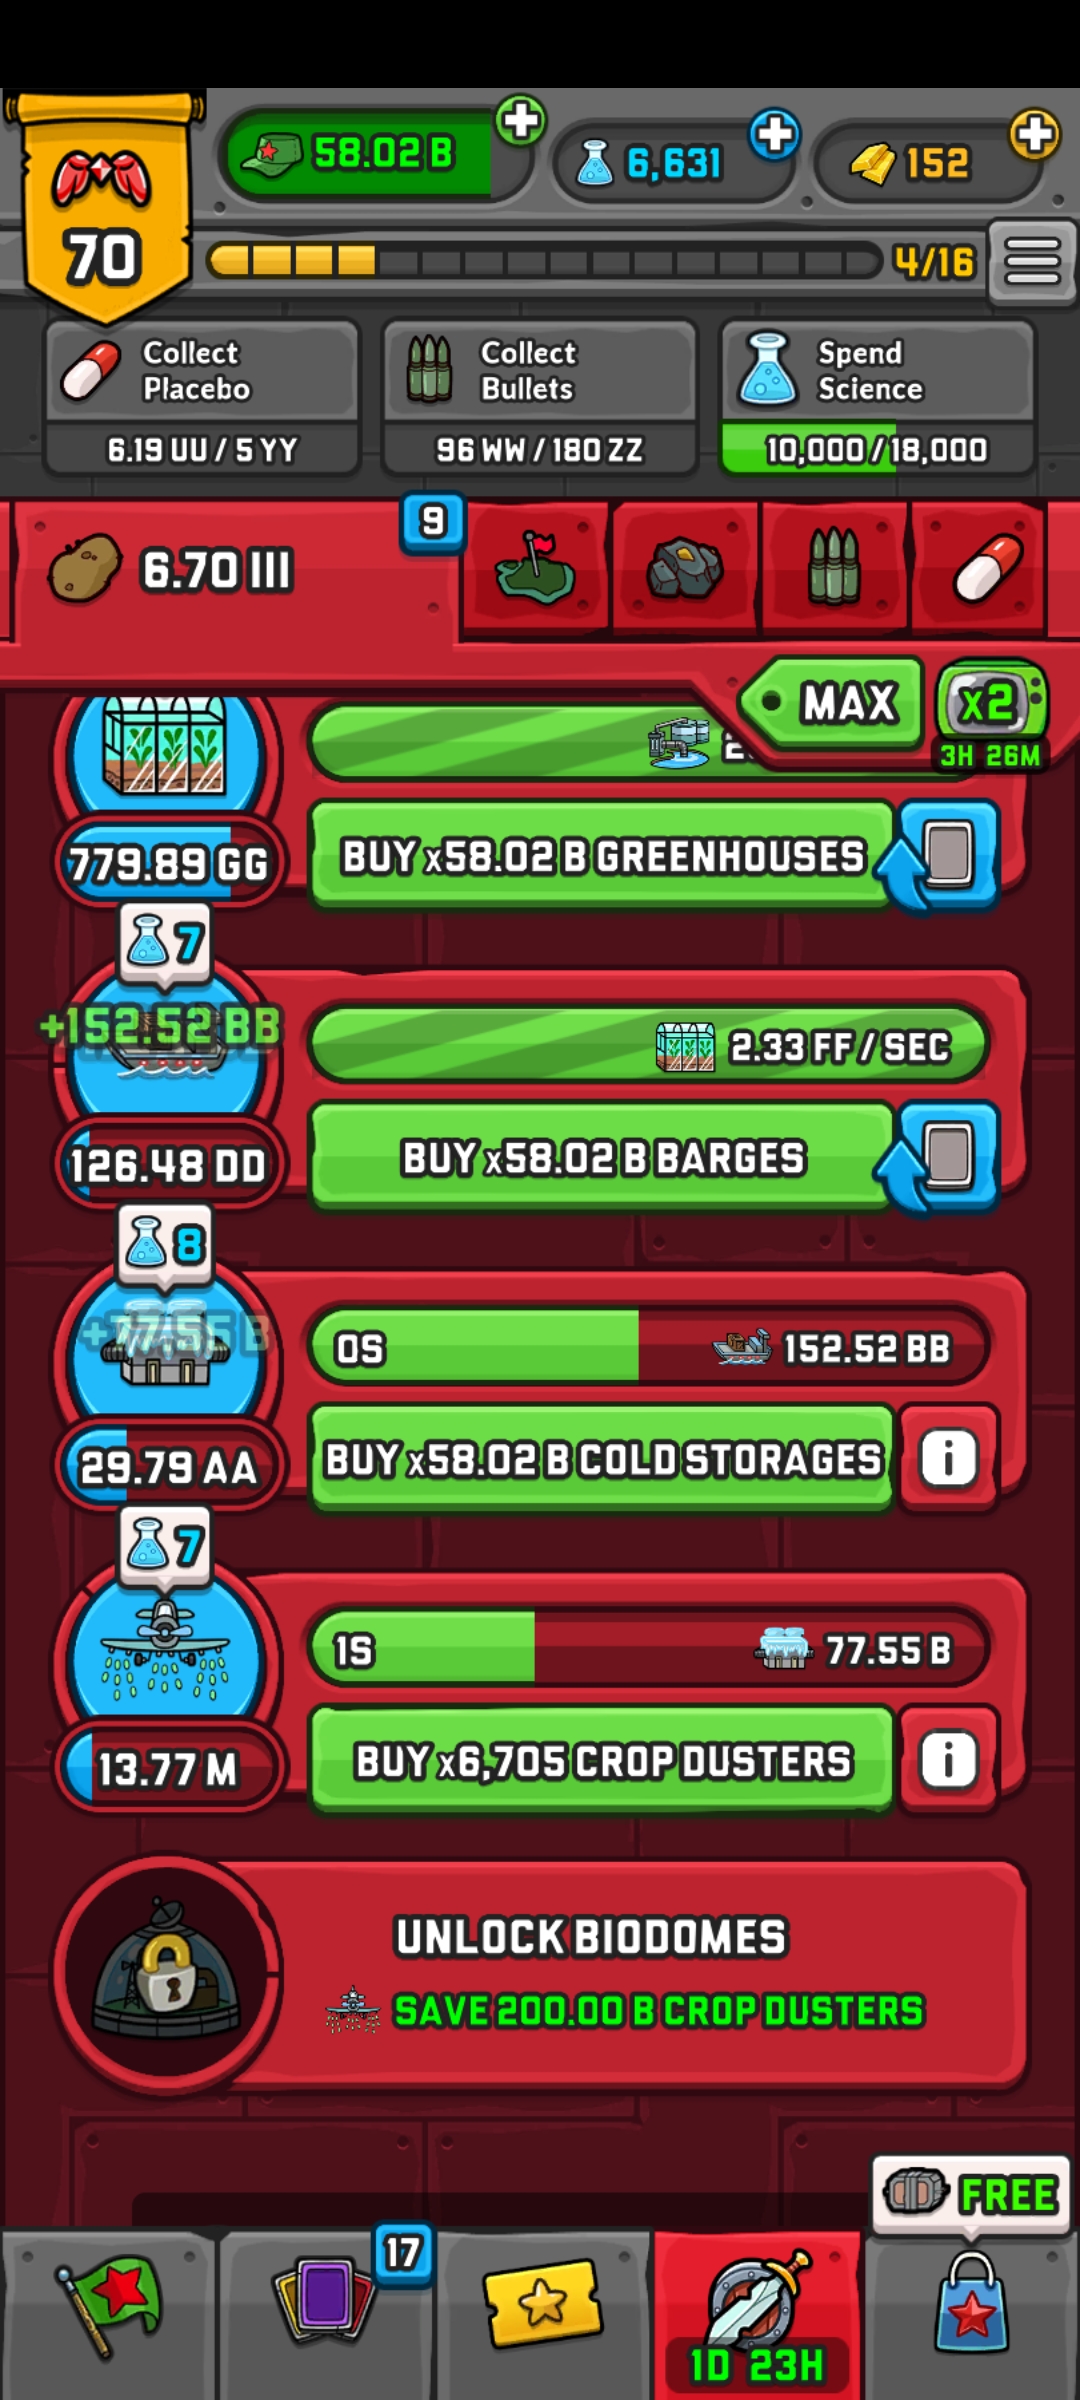 58.02 B
6,631
152
70
4/16
Collect
Placebo
6.19 UU / 5 YY
Collect
Bullets
96 WW / 180 ZZ
Spend
Science
10,000 / 18,000
6.70 III
9
MAX
x2
3H 26M
779.89 GG
BUY x58.02 B GREENHOUSES
7
+152.52 BB
2.33 FF / SEC
126.48 DD
BUY x58.02 B BARGES
8
+77.55 B
0S
152.52 BB
29.79 AA
BUY x58.02 B COLD STORAGES
i
7
1S
77.55 B
13.77 M
BUY x6,705 CROP DUSTERS
i
UNLOCK BIODOMES
SAVE 200.00 B CROP DUSTERS
FREE
17
1D 23H